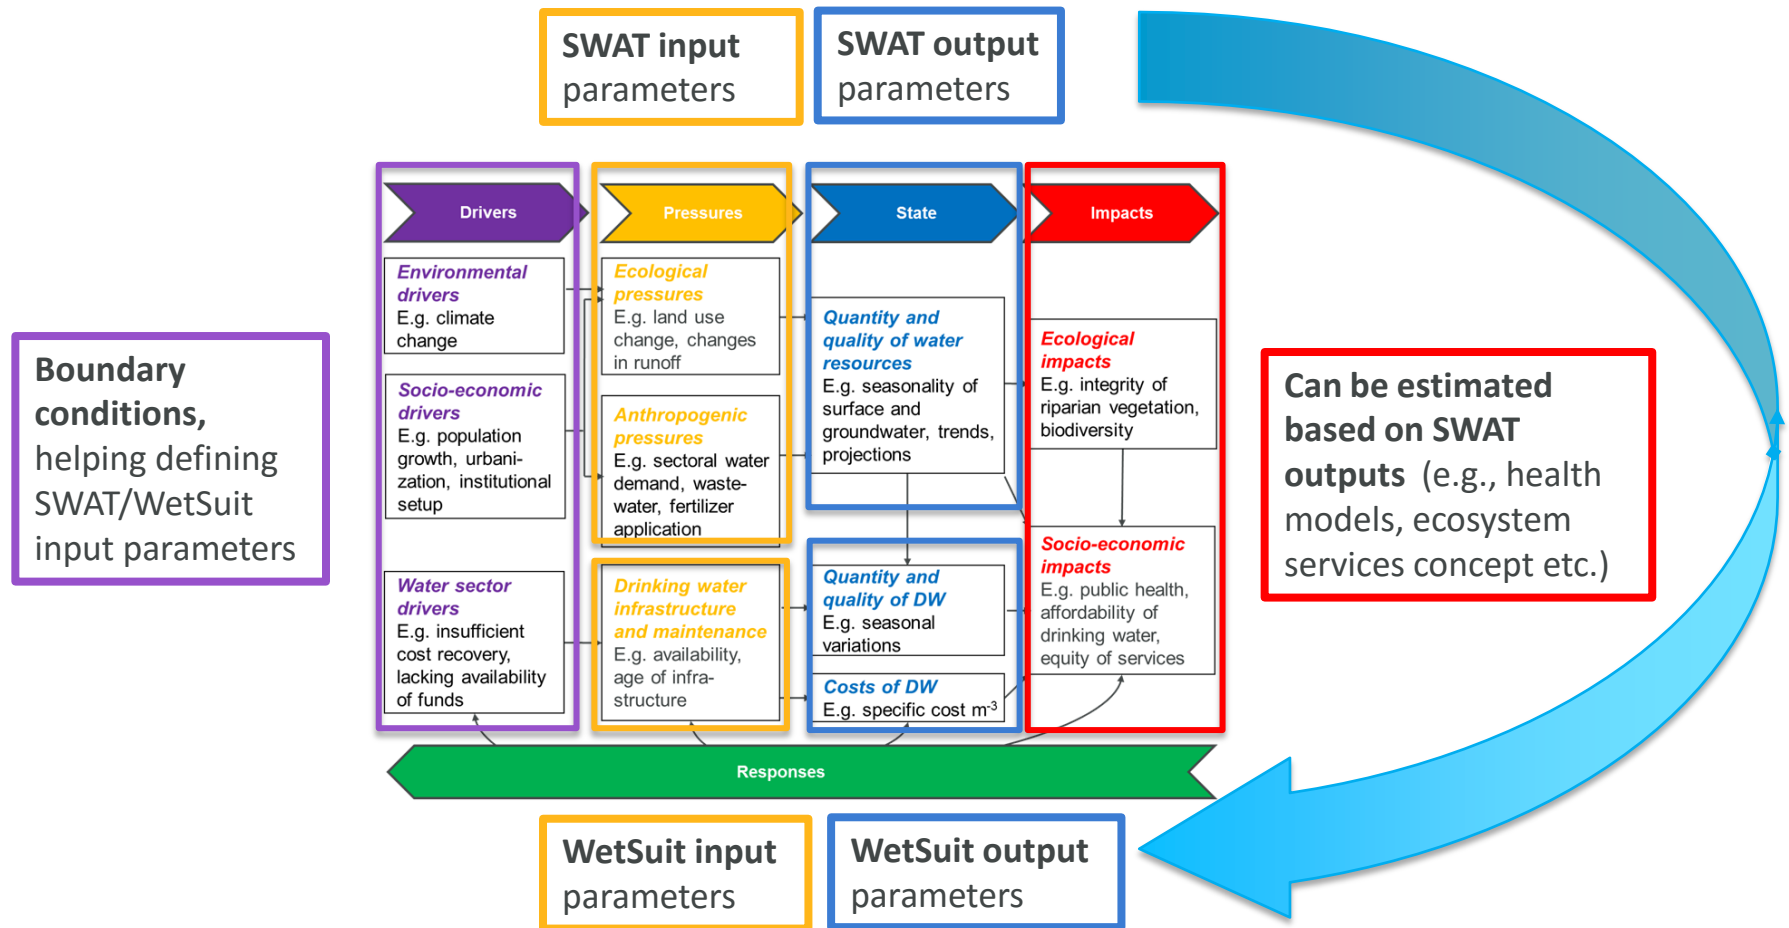 SWAT input
parameters
SWAT output
parameters
Drivers
Pressures
State
Impacts
Environmental
drivers
E.g. climate
change
Socio-economic
drivers
E.g. population
growth, urbani-
zation, institutional
setup
Water sector
drivers
E.g. insufficient
cost recovery,
lacking availability
of funds
Ecological
pressures
E.g. land use
change, changes
in runoff
Anthropogenic
pressures
E.g. sectoral water
demand, waste-
water, fertilizer
application
Drinking water
infrastructure
and maintenance
E.g. availability,
age of infra-
structure
Quantity and
quality of water
resources
E.g. seasonality of
surface and
groundwater, trends,
projections
Quantity and
quality of DW
E.g. seasonal
variations
Costs of DW
E.g. specific cost m⁻³
Ecological
impacts
E.g. integrity of
riparian vegetation,
biodiversity
Socio-economic
impacts
E.g. public health,
affordability of
drinking water,
equity of services
Responses
Boundary
conditions,
helping defining
SWAT/WetSuit
input parameters
Can be estimated
based on SWAT
outputs (e.g., health
models, ecosystem
services concept etc.)
WetSuit input
parameters
WetSuit output
parameters